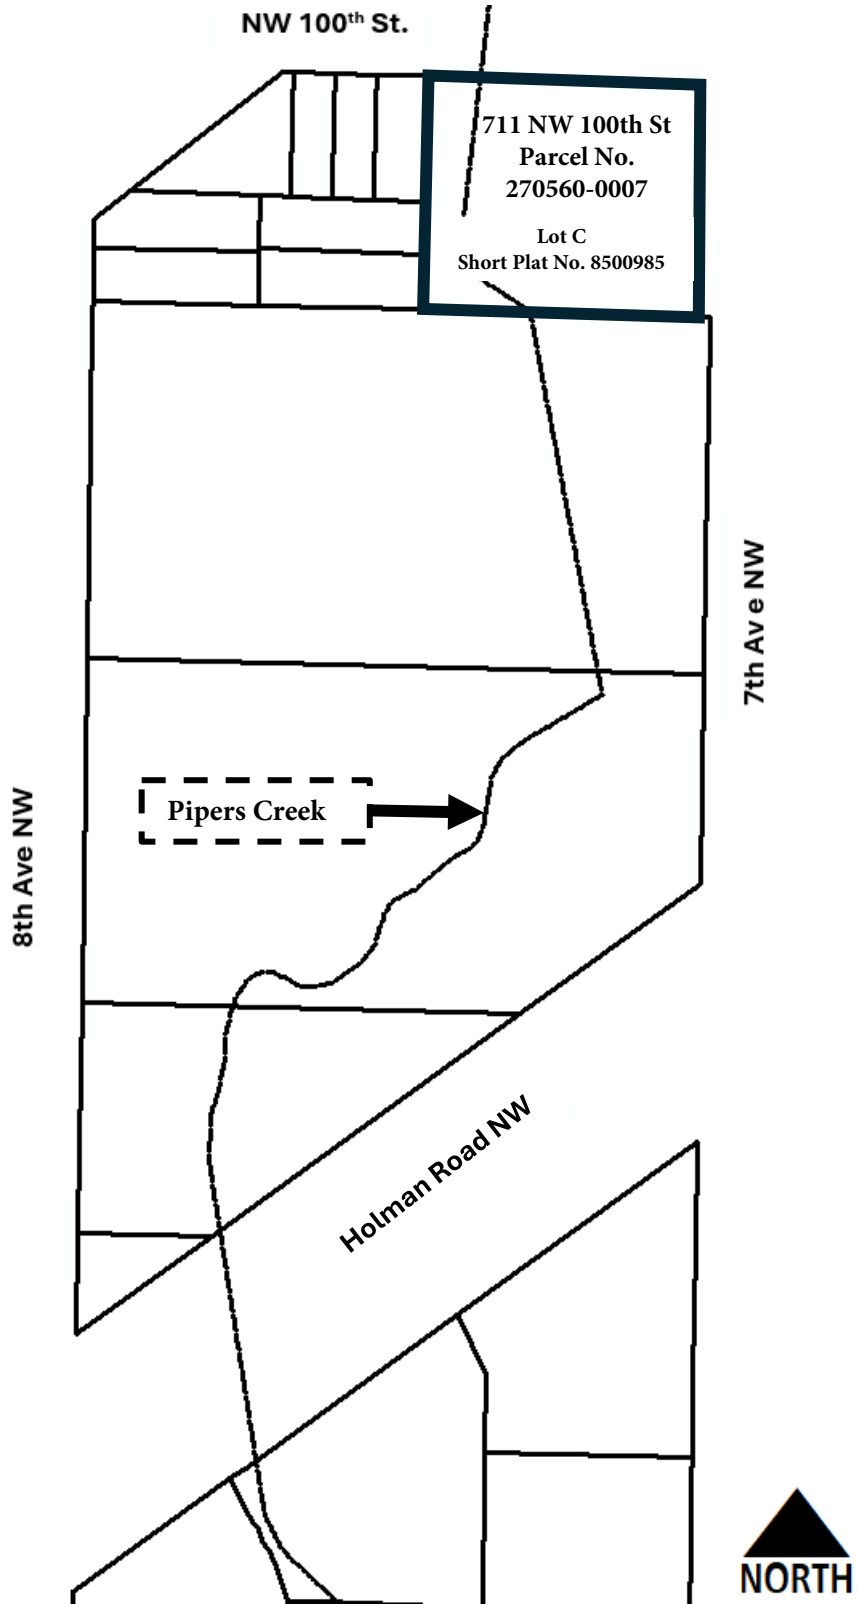 NW 100th St.
711 NW 100th St
Parcel No.
270560-0007
Lot C
Short Plat No. 8500985
7th Av e NW
Pipers Creek
8th Ave NW
Holman Road NW
NORTH